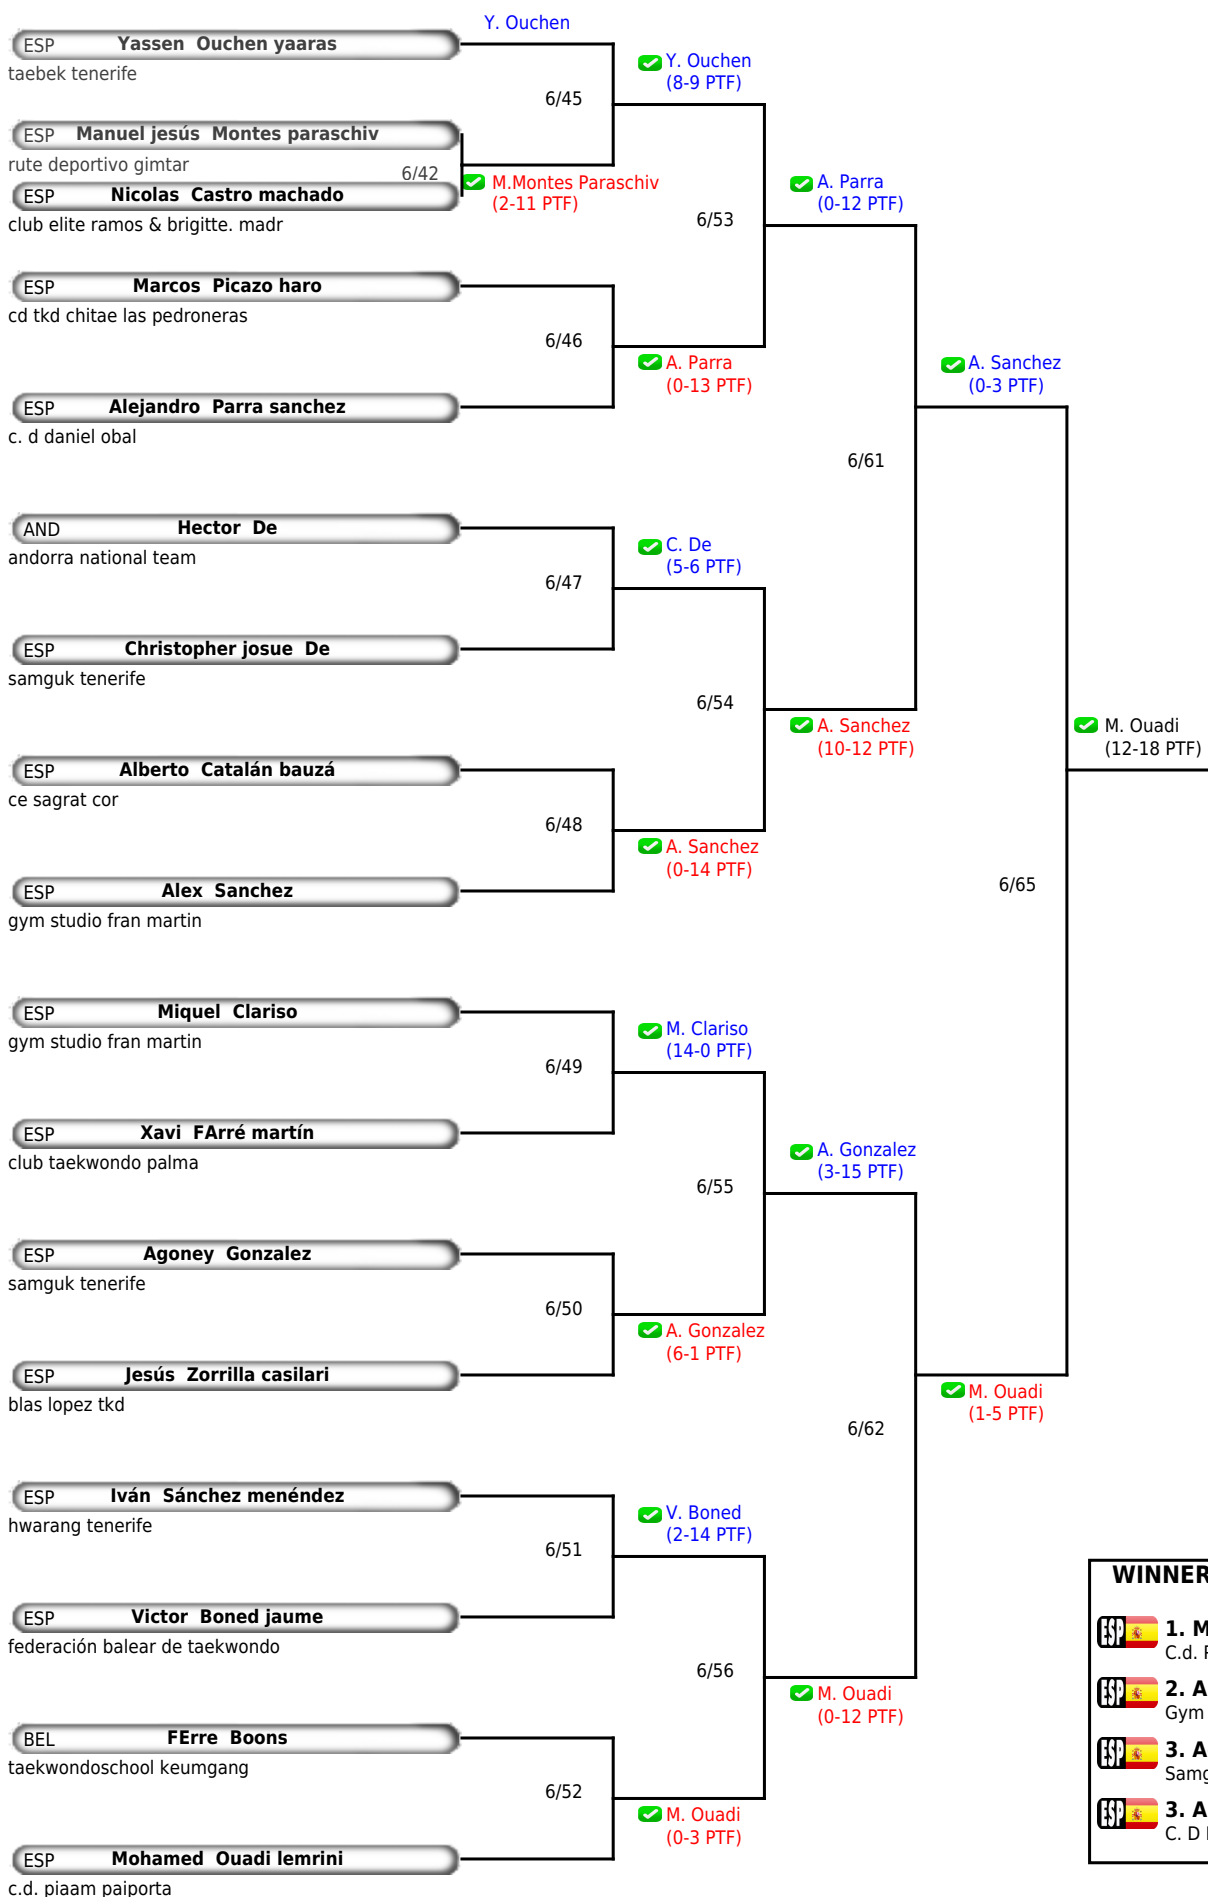 Y. Ouchen
ESP Yassen Ouchen yaaras
taebek tenerife
Y. Ouchen
(8-9 PTF)
6/45
ESP Manuel jesús Montes paraschiv
rute deportivo gimtar
6/42
M.Montes Paraschiv
(2-11 PTF)
ESP Nicolas Castro machado
club elite ramos & brigitte. madr
A. Parra
(0-12 PTF)
6/53
ESP Marcos Picazo haro
cd tkd chitae las pedroneras
6/46
A. Parra
(0-13 PTF)
A. Sanchez
(0-3 PTF)
ESP Alejandro Parra sanchez
c. d daniel obal
6/61
AND Hector De
andorra national team
C. De
(5-6 PTF)
6/47
ESP Christopher josue De
samguk tenerife
6/54
A. Sanchez
(10-12 PTF)
M. Ouadi
(12-18 PTF)
ESP Alberto Catalán bauzá
ce sagrat cor
6/48
A. Sanchez
(0-14 PTF)
ESP Alex Sanchez
gym studio fran martin
6/65
ESP Miquel Clariso
gym studio fran martin
M. Clariso
(14-0 PTF)
6/49
ESP Xavi FArré martín
club taekwondo palma
A. Gonzalez
(3-15 PTF)
6/55
ESP Agoney Gonzalez
samguk tenerife
6/50
A. Gonzalez
(6-1 PTF)
ESP Jesús Zorrilla casilari
blas lopez tkd
M. Ouadi
(1-5 PTF)
6/62
ESP Iván Sánchez menéndez
hwarang tenerife
V. Boned
(2-14 PTF)
6/51
ESP Victor Boned jaume
federación balear de taekwondo
6/56
M. Ouadi
(0-12 PTF)
BEL FErre Boons
taekwondoschool keumgang
6/52
M. Ouadi
(0-3 PTF)
ESP Mohamed Ouadi lemrini
c.d. piaam paiporta
WINNER
ESP 1. M
C.d.
ESP 2. A
Gym
ESP 3. A
Samg
ESP 3. A
C. D